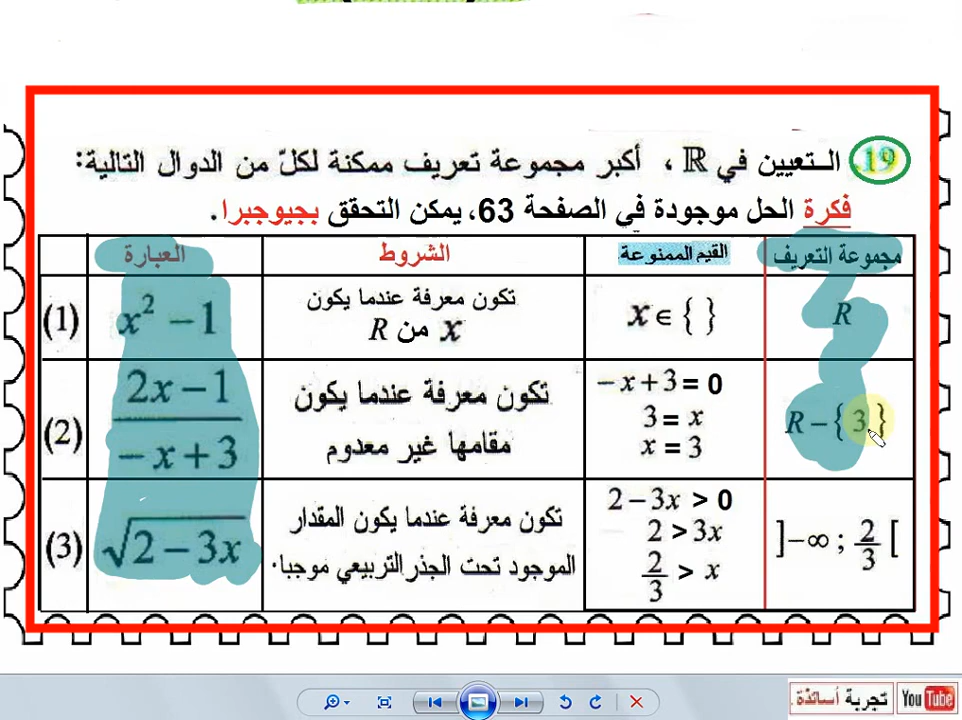 19. الـتعيين في ℝ ، أكبر مجموعة تعريف ممكنة لكلّ من الدوال التالية:
فكرة الحل موجودة في الصفحة 63، يمكن التحقق بجيوجبرا.
مجموعة التعريف القيم الممنوعة الشروط العبارة
(1) x² − 1
تكون معرفة عندما يكون
x من R
x ∈ { }
R
(2) (2x − 1)/(−x + 3)
تكون معرفة عندما يكون
مقامها غير معدوم
−x + 3 = 0
3 = x
x = 3
R − { 3 }
(3) √(2 − 3x)
تكون معرفة عندما يكون المقدار
الموجود تحت الجذر التربيعي موجبا.
2 − 3x > 0
2 > 3x
2/3 > x
]−∞ ; 2/3 [
تجربة أساتذة.
YouTube